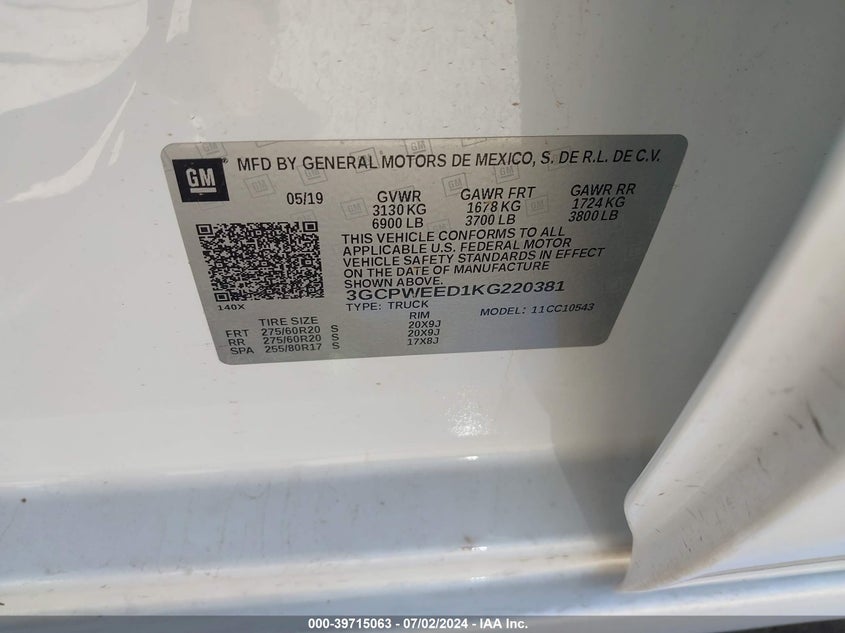 GM
MFD BY GENERAL MOTORS DE MEXICO, S. DE R.L. DE C.V.
05/19 GVWR GAWR FRT GAWR RR
3130 KG 1678 KG 1724 KG
6900 LB 3700 LB 3800 LB
THIS VEHICLE CONFORMS TO ALL
APPLICABLE U.S. FEDERAL MOTOR
VEHICLE SAFETY STANDARDS IN EFFECT
ON THE DATE OF MANUFACTURE
SHOWN ABOVE.
3GCPWEED1KG220381
140X
TYPE: TRUCK MODEL: 11CC10543
TIRE SIZE RIM
FRT 275/60R20 S 20X9J
RR 275/60R20 S 20X9J
SPA 255/80R17 S 17X8J
000-39715063 - 07/02/2024 - IAA Inc.